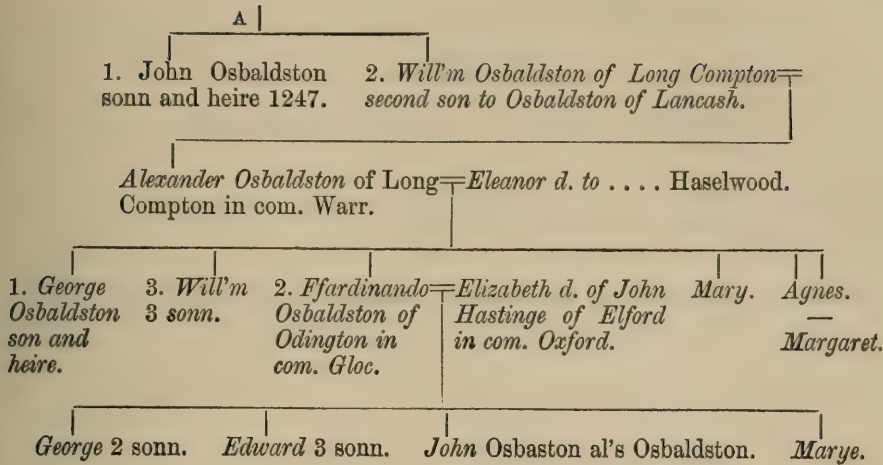 A
1. John Osbaldston
sonn and heire 1247.
2. Will'm Osbaldston of Long Compton
second son to Osbaldston of Lancash.
Alexander Osbaldston of Long
Compton in com. Warr.
Eleanor d. to . . . . Haselwood.
1. George
Osbaldston
son and
heire.
3. Will'm
3 sonn.
2. Ffardinando
Osbaldston of
Odington in
com. Gloc.
Elizabeth d. of John
Hastinge of Elford
in com. Oxford.
Mary.
Agnes.
—
Margaret.
George 2 sonn.
Edward 3 sonn.
John Osbaston al's Osbaldston.
Marye.